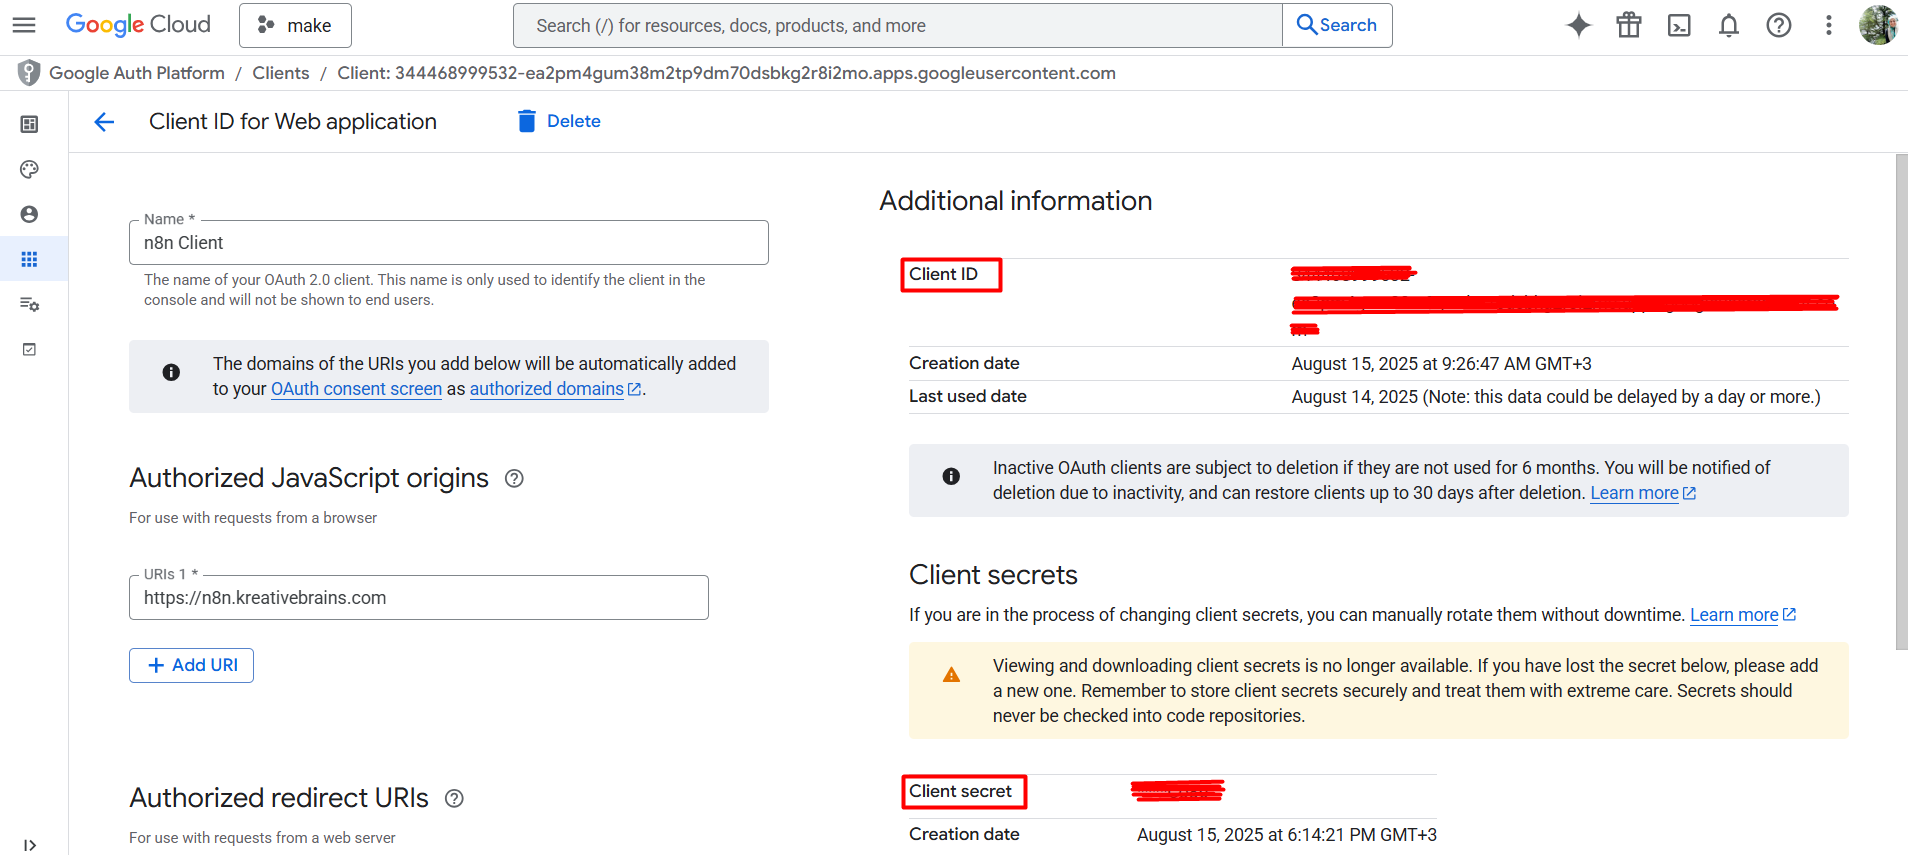 Google Cloud
make
Search (/) for resources, docs, products, and more
Search
Google Auth Platform / Clients / Client: 344468999532-ea2pm4gum38m2tp9dm70dsbkg2r8i2mo.apps.googleusercontent.com
Client ID for Web application
Delete
Name *
n8n Client
The name of your OAuth 2.0 client. This name is only used to identify the client in the
console and will not be shown to end users.
The domains of the URIs you add below will be automatically added
to your OAuth consent screen as authorized domains.
Authorized JavaScript origins
For use with requests from a browser
URIs 1 *
https://n8n.kreativebrains.com
+ Add URI
Authorized redirect URIs
For use with requests from a web server
Additional information
Client ID
Creation date August 15, 2025 at 9:26:47 AM GMT+3
Last used date August 14, 2025 (Note: this data could be delayed by a day or more.)
Inactive OAuth clients are subject to deletion if they are not used for 6 months. You will be notified of
deletion due to inactivity, and can restore clients up to 30 days after deletion. Learn more
Client secrets
If you are in the process of changing client secrets, you can manually rotate them without downtime. Learn more
Viewing and downloading client secrets is no longer available. If you have lost the secret below, please add
a new one. Remember to store client secrets securely and treat them with extreme care. Secrets should
never be checked into code repositories.
Client secret
Creation date August 15, 2025 at 6:14:21 PM GMT+3